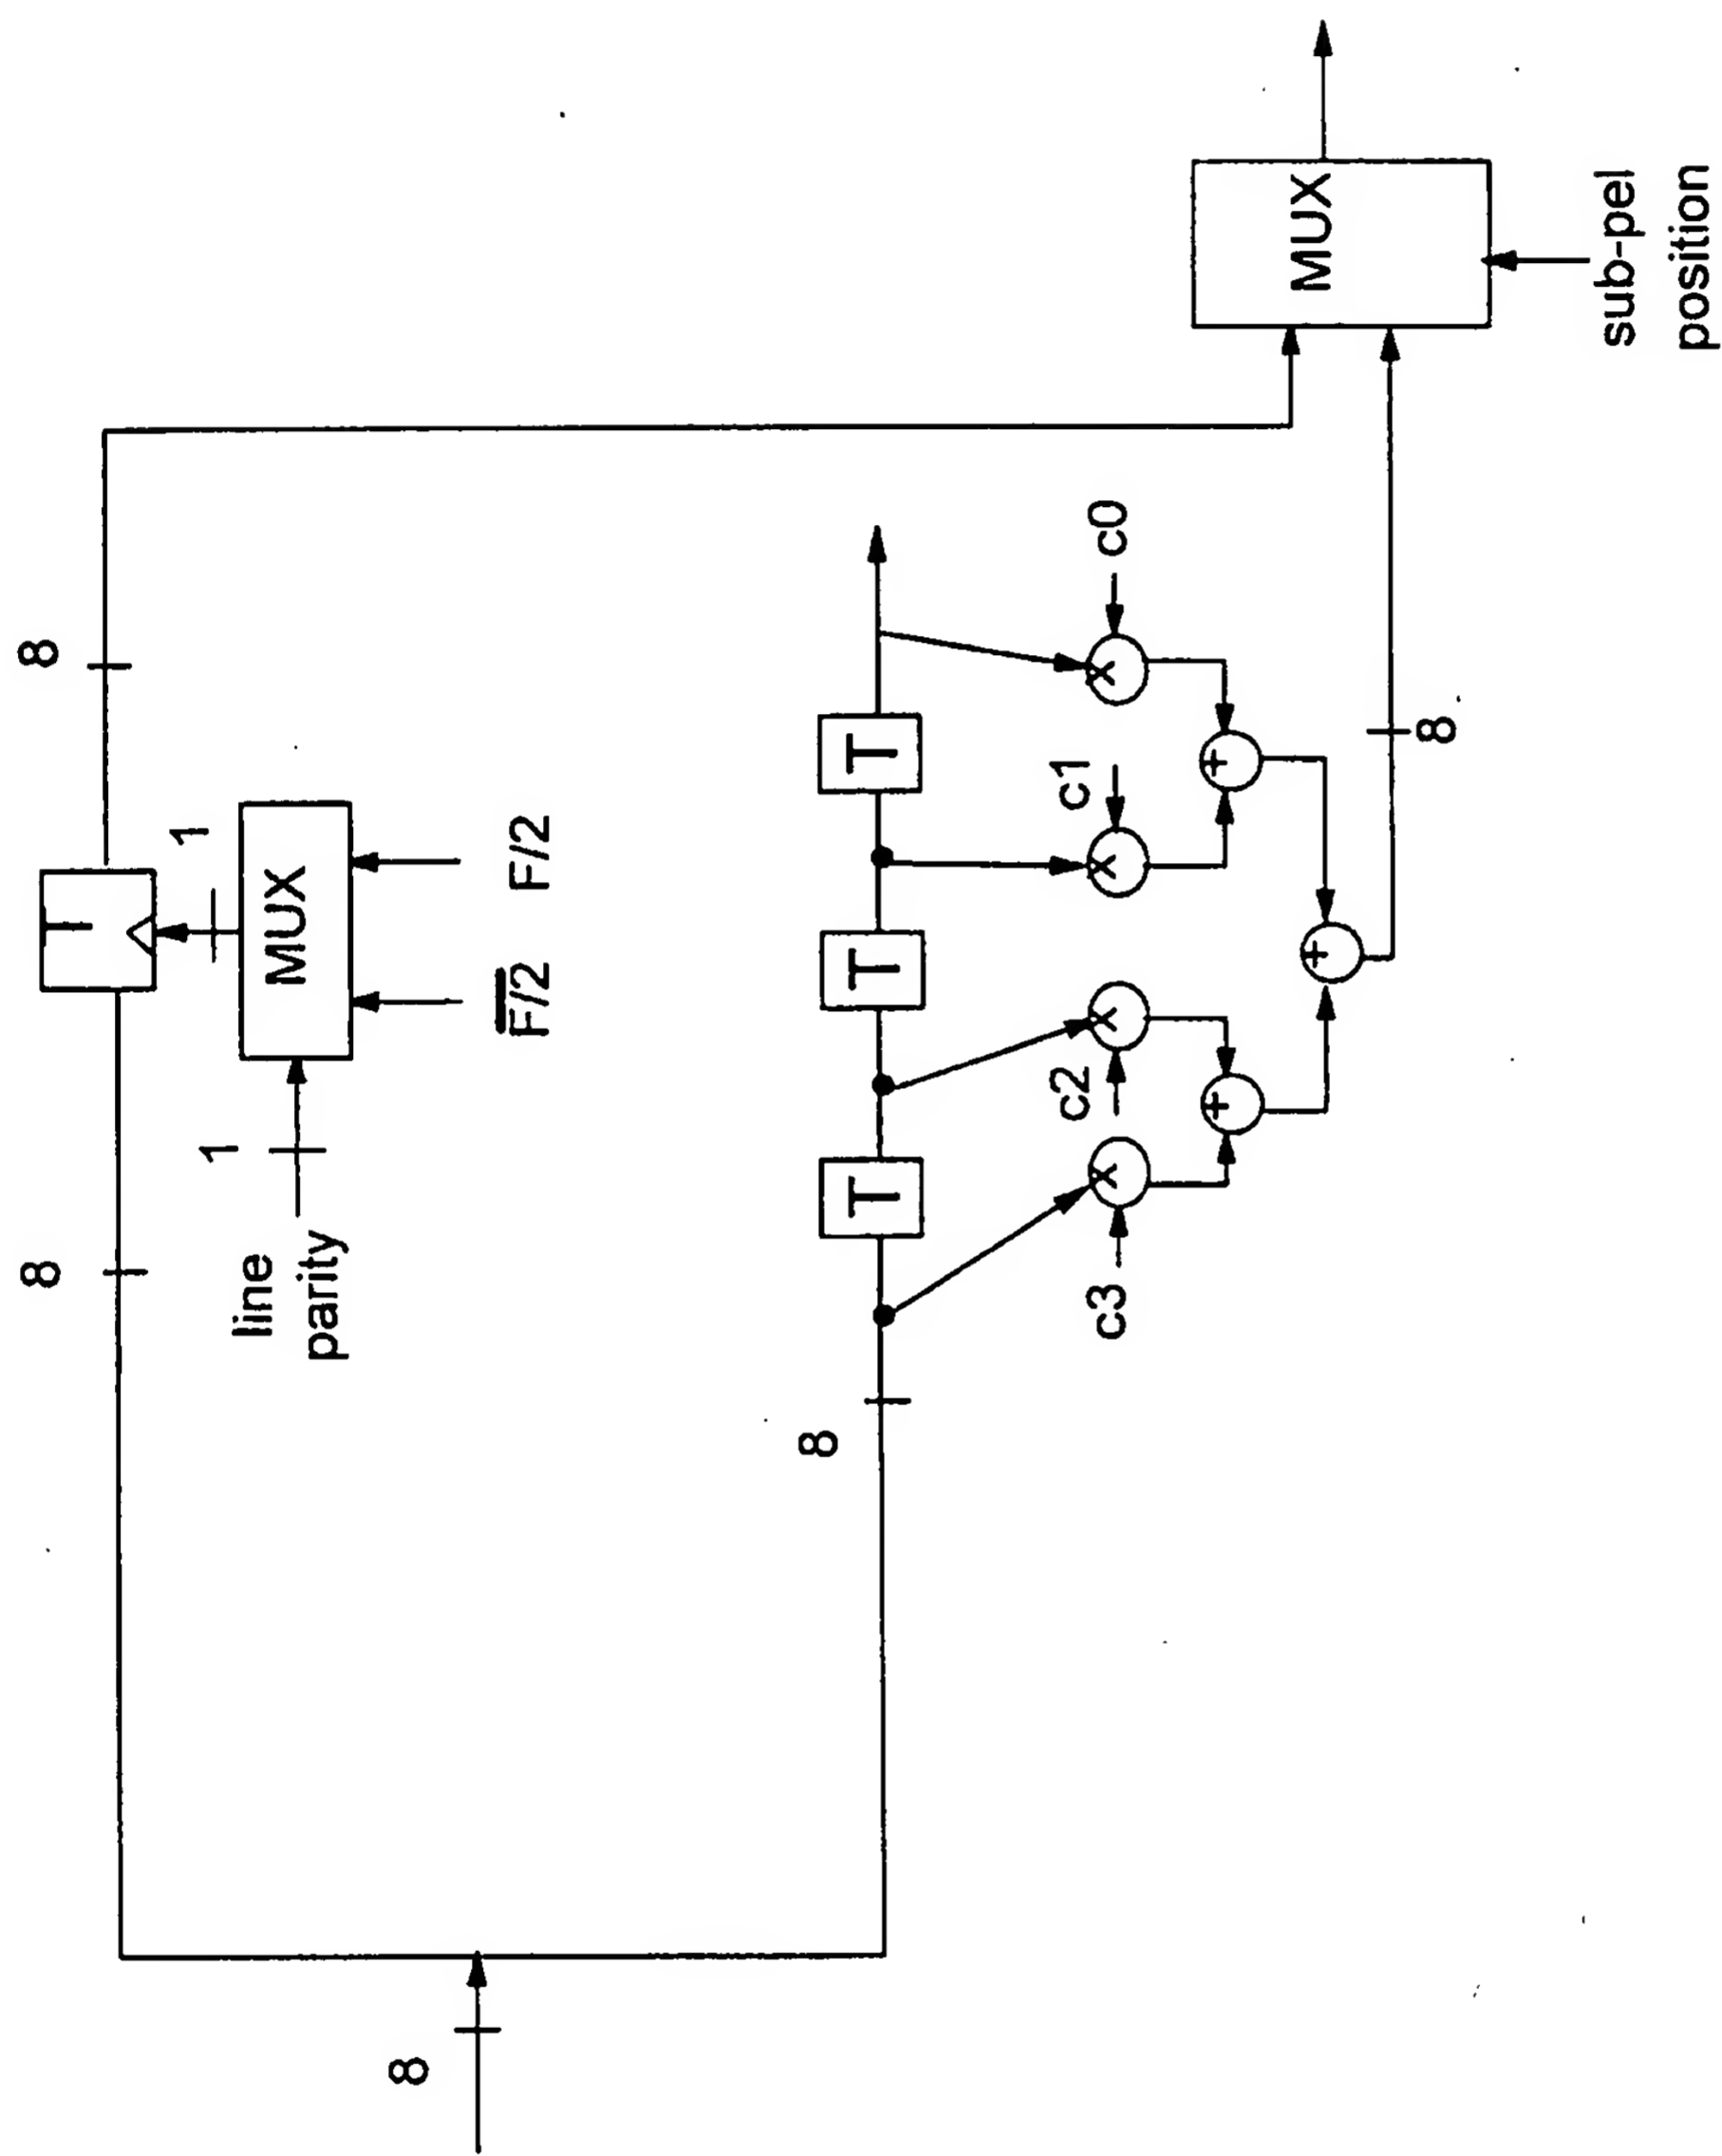 8
8
T
1
1
line
parity
MUX
F̅/̅2̅
F/2
8
8
T
T
T
c3
c2
c1
c0
x
x
x
x
+
+
+
MUX
8
sub-pel
position